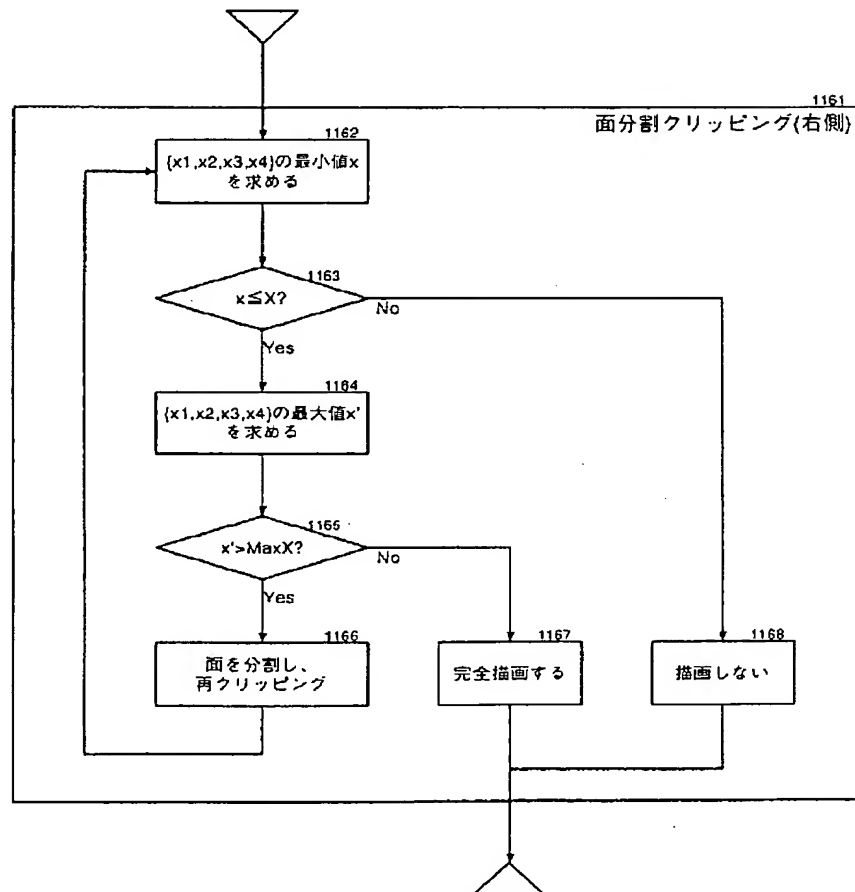 1161
面分割クリッピング(右側)
1162
{x1,x2,x3,x4}の最小値x
を求める
1163
x≦X?
No
Yes
1164
{x1,x2,x3,x4}の最大値x'
を求める
1165
x'>MaxX?
No
Yes
1166
面を分割し、
再クリッピング
1167
完全描画する
1168
描画しない